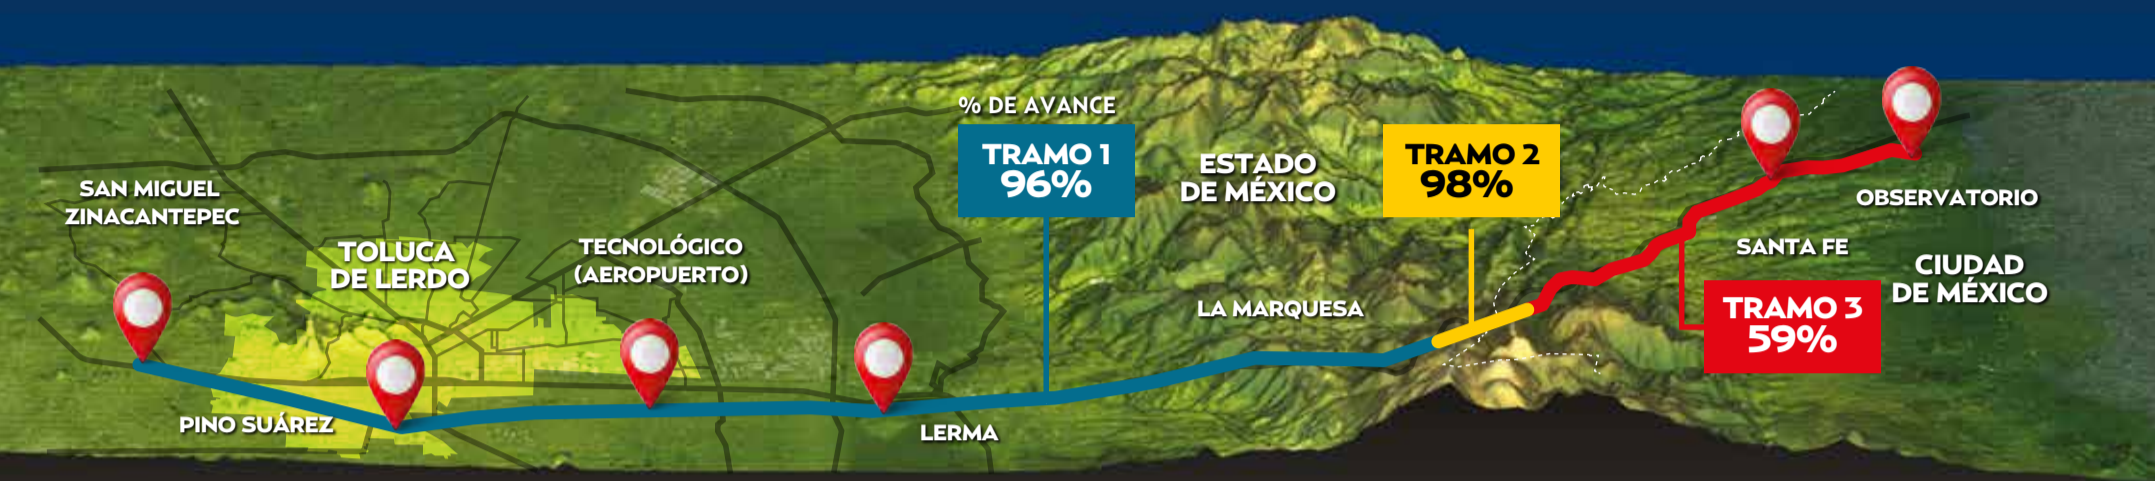 % DE AVANCE
TRAMO 1
96%
ESTADO
DE MÉXICO
TRAMO 2
98%
SAN MIGUEL
ZINACANTEPEC
TOLUCA
DE LERDO
TECNOLÓGICO
(AEROPUERTO)
OBSERVATORIO
SANTA FE
CIUDAD
DE MÉXICO
LA MARQUESA
TRAMO 3
59%
PINO SUÁREZ
LERMA